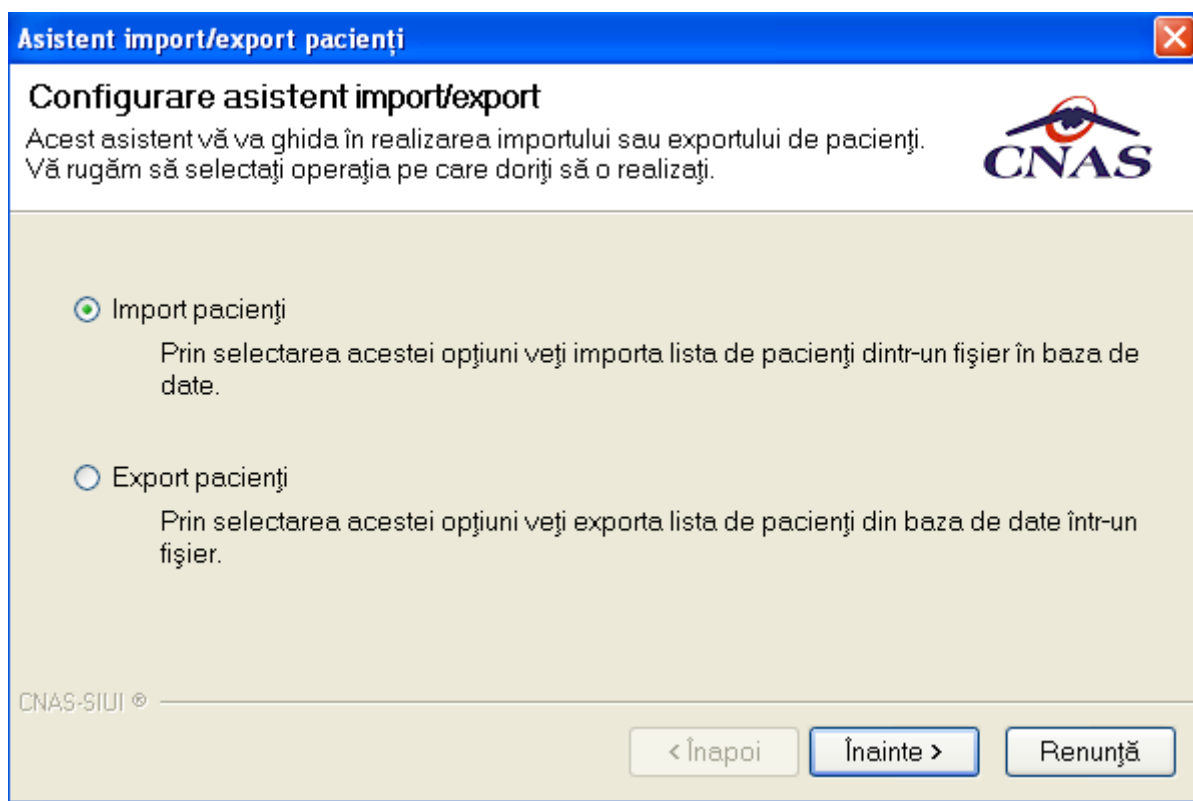 Asistent import/export pacienți
Configurare asistent import/export
Acest asistent vă va ghida în realizarea importului sau exportului de pacienţi.
Vă rugăm să selectaţi operaţia pe care doriţi să o realizaţi.
CNAS
Import pacienţi
Prin selectarea acestei opţiuni veţi importa lista de pacienţi dintr-un fişier în baza de
date.
Export pacienţi
Prin selectarea acestei opţiuni veţi exporta lista de pacienţi din baza de date într-un
fişier.
CNAS-SIUI ®
< Înapoi
Înainte >
Renunţă